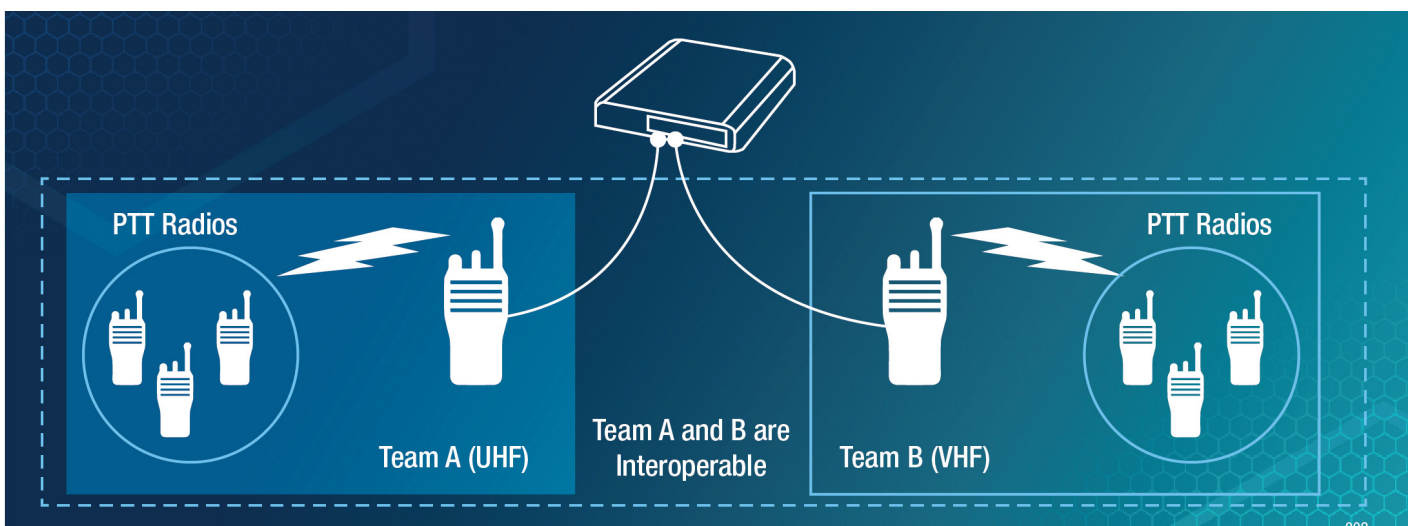 PTT Radios
PTT Radios
Team A (UHF)
Team A and B are
Interoperable
Team B (VHF)